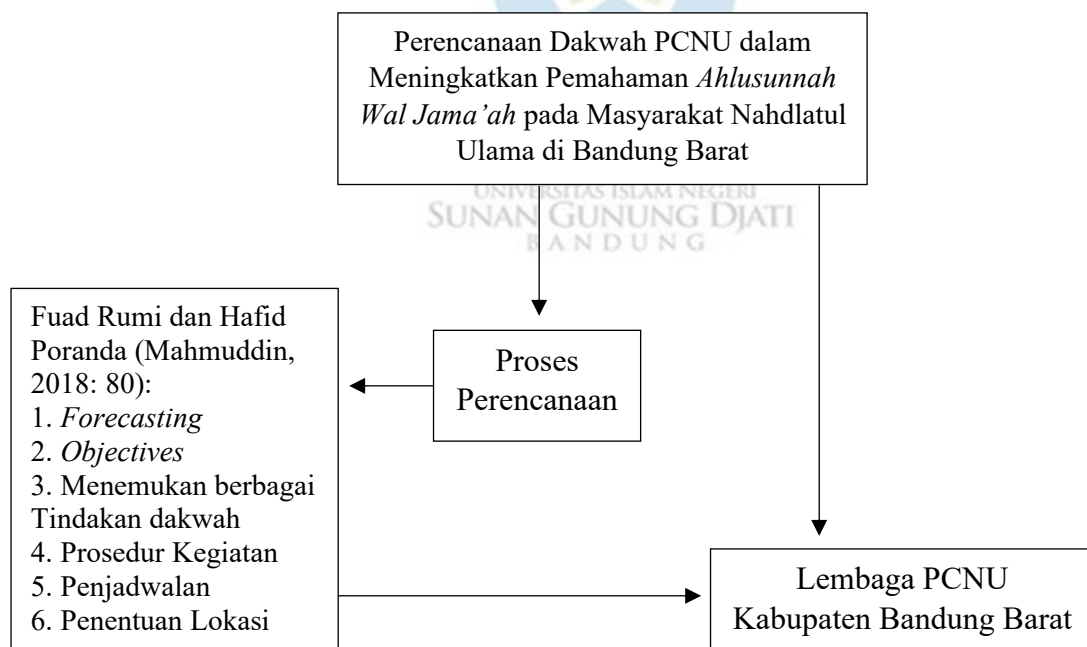 Perencanaan Dakwah PCNU dalam
Meningkatkan Pemahaman Ahlusunnah
Wal Jama’ah pada Masyarakat Nahdlatul
Ulama di Bandung Barat
UNIVERSITAS ISLAM NEGERI
SUNAN GUNUNG DJATI
BANDUNG
Fuad Rumi dan Hafid
Poranda (Mahmuddin,
2018: 80):
1. Forecasting
2. Objectives
3. Menemukan berbagai
Tindakan dakwah
4. Prosedur Kegiatan
5. Penjadwalan
6. Penentuan Lokasi
Proses
Perencanaan
Lembaga PCNU
Kabupaten Bandung Barat